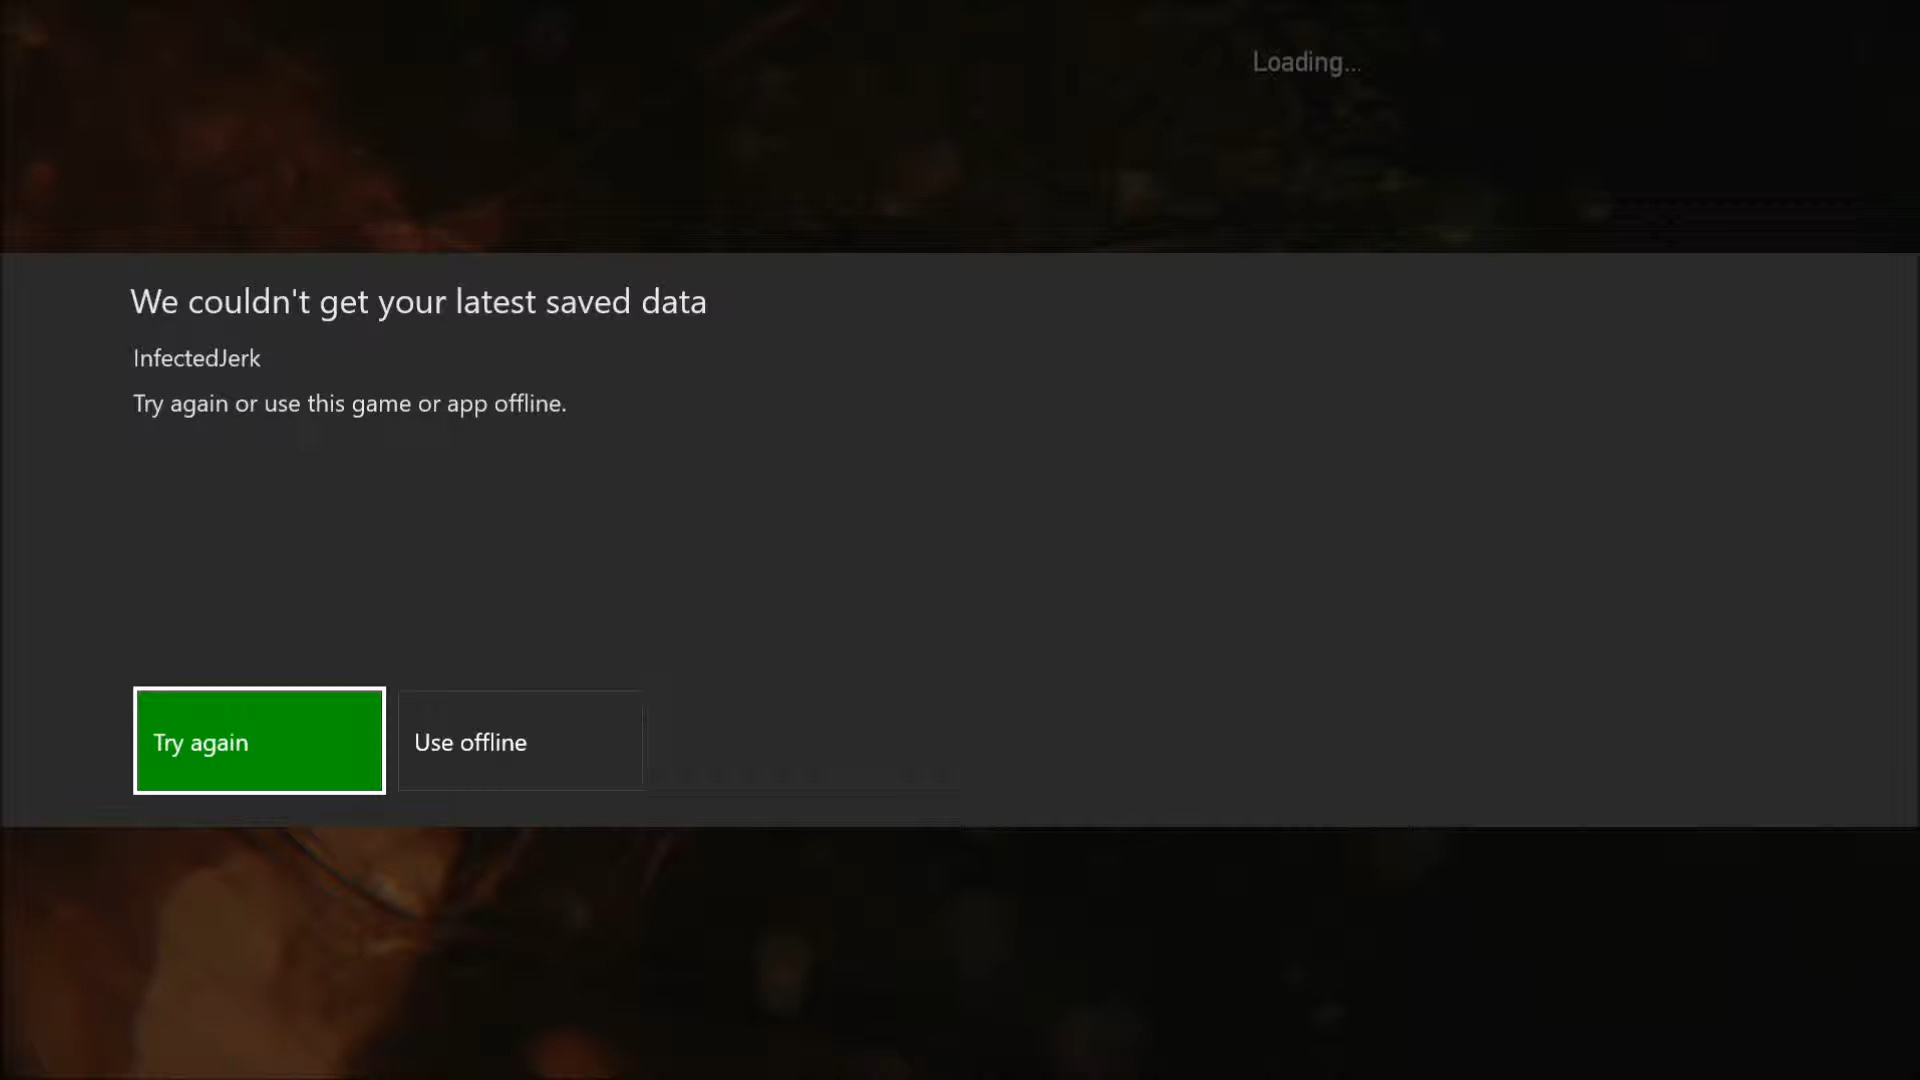 Loading...
We couldn't get your latest saved data
InfectedJerk
Try again or use this game or app offline.
Try again
Use offline